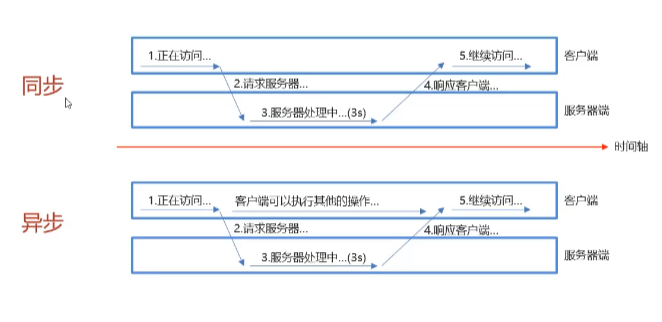 1.正在访问... 5.继续访问... 客户端
同步
2.请求服务器... 4.响应客户端...
3.服务器处理中...(3s) 服务器端
时间轴
1.正在访问... 客户端可以执行其他的操作... 5.继续访问... 客户端
异步
2.请求服务器... 4.响应客户端...
3.服务器处理中...(3s) 服务器端